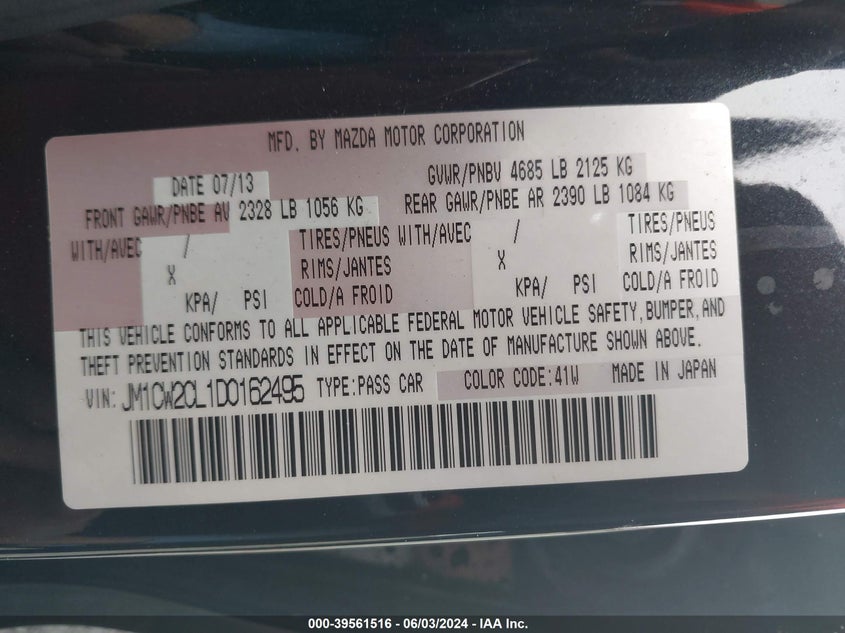 MFD. BY MAZDA MOTOR CORPORATION
DATE 07/13 GVWR/PNBV 4685 LB 2125 KG
FRONT GAWR/PNBE AV 2328 LB 1056 KG REAR GAWR/PNBE AR 2390 LB 1084 KG
WITH/AVEC / TIRES/PNEUS WITH/AVEC / TIRES/PNEUS
X RIMS/JANTES X RIMS/JANTES
KPA/ PSI COLD/A FROID KPA/ PSI COLD/A FROID
THIS VEHICLE CONFORMS TO ALL APPLICABLE FEDERAL MOTOR VEHICLE SAFETY,BUMPER,AND
THEFT PREVENTION STANDARDS IN EFFECT ON THE DATE OF MANUFACTURE SHOWN ABOVE.
VIN: JM1CW2CL1D0162495 TYPE:PASS CAR COLOR CODE:41W MADE IN JAPAN
000-39561516 - 06/03/2024 - IAA Inc.